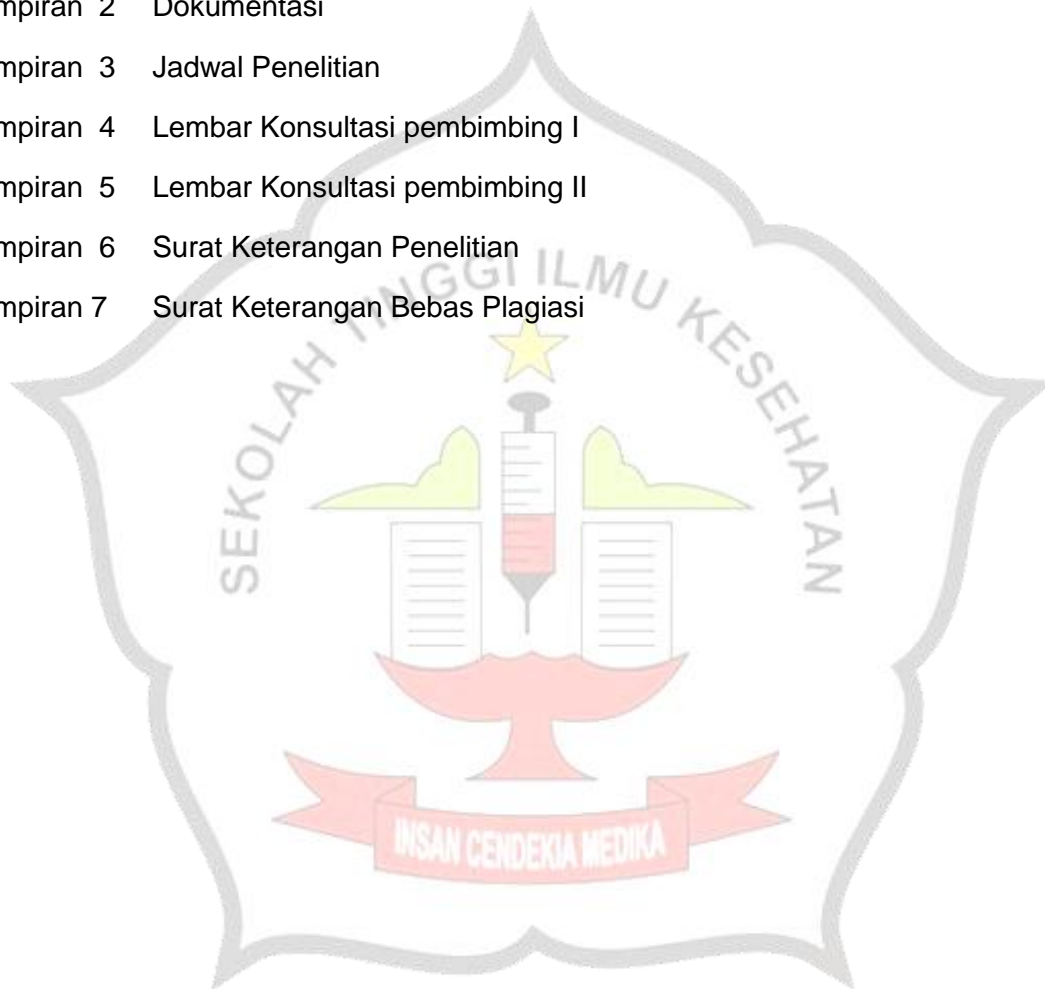 mpiran 2 Dokumentasi
mpiran 3 Jadwal Penelitian
mpiran 4 Lembar Konsultasi pembimbing I
mpiran 5 Lembar Konsultasi pembimbing II
mpiran 6 Surat Keterangan Penelitian
mpiran 7 Surat Keterangan Bebas Plagiasi
SEKOLAH TINGGI ILMU KESEHATAN
INSAN CENDEKIA MEDIKA